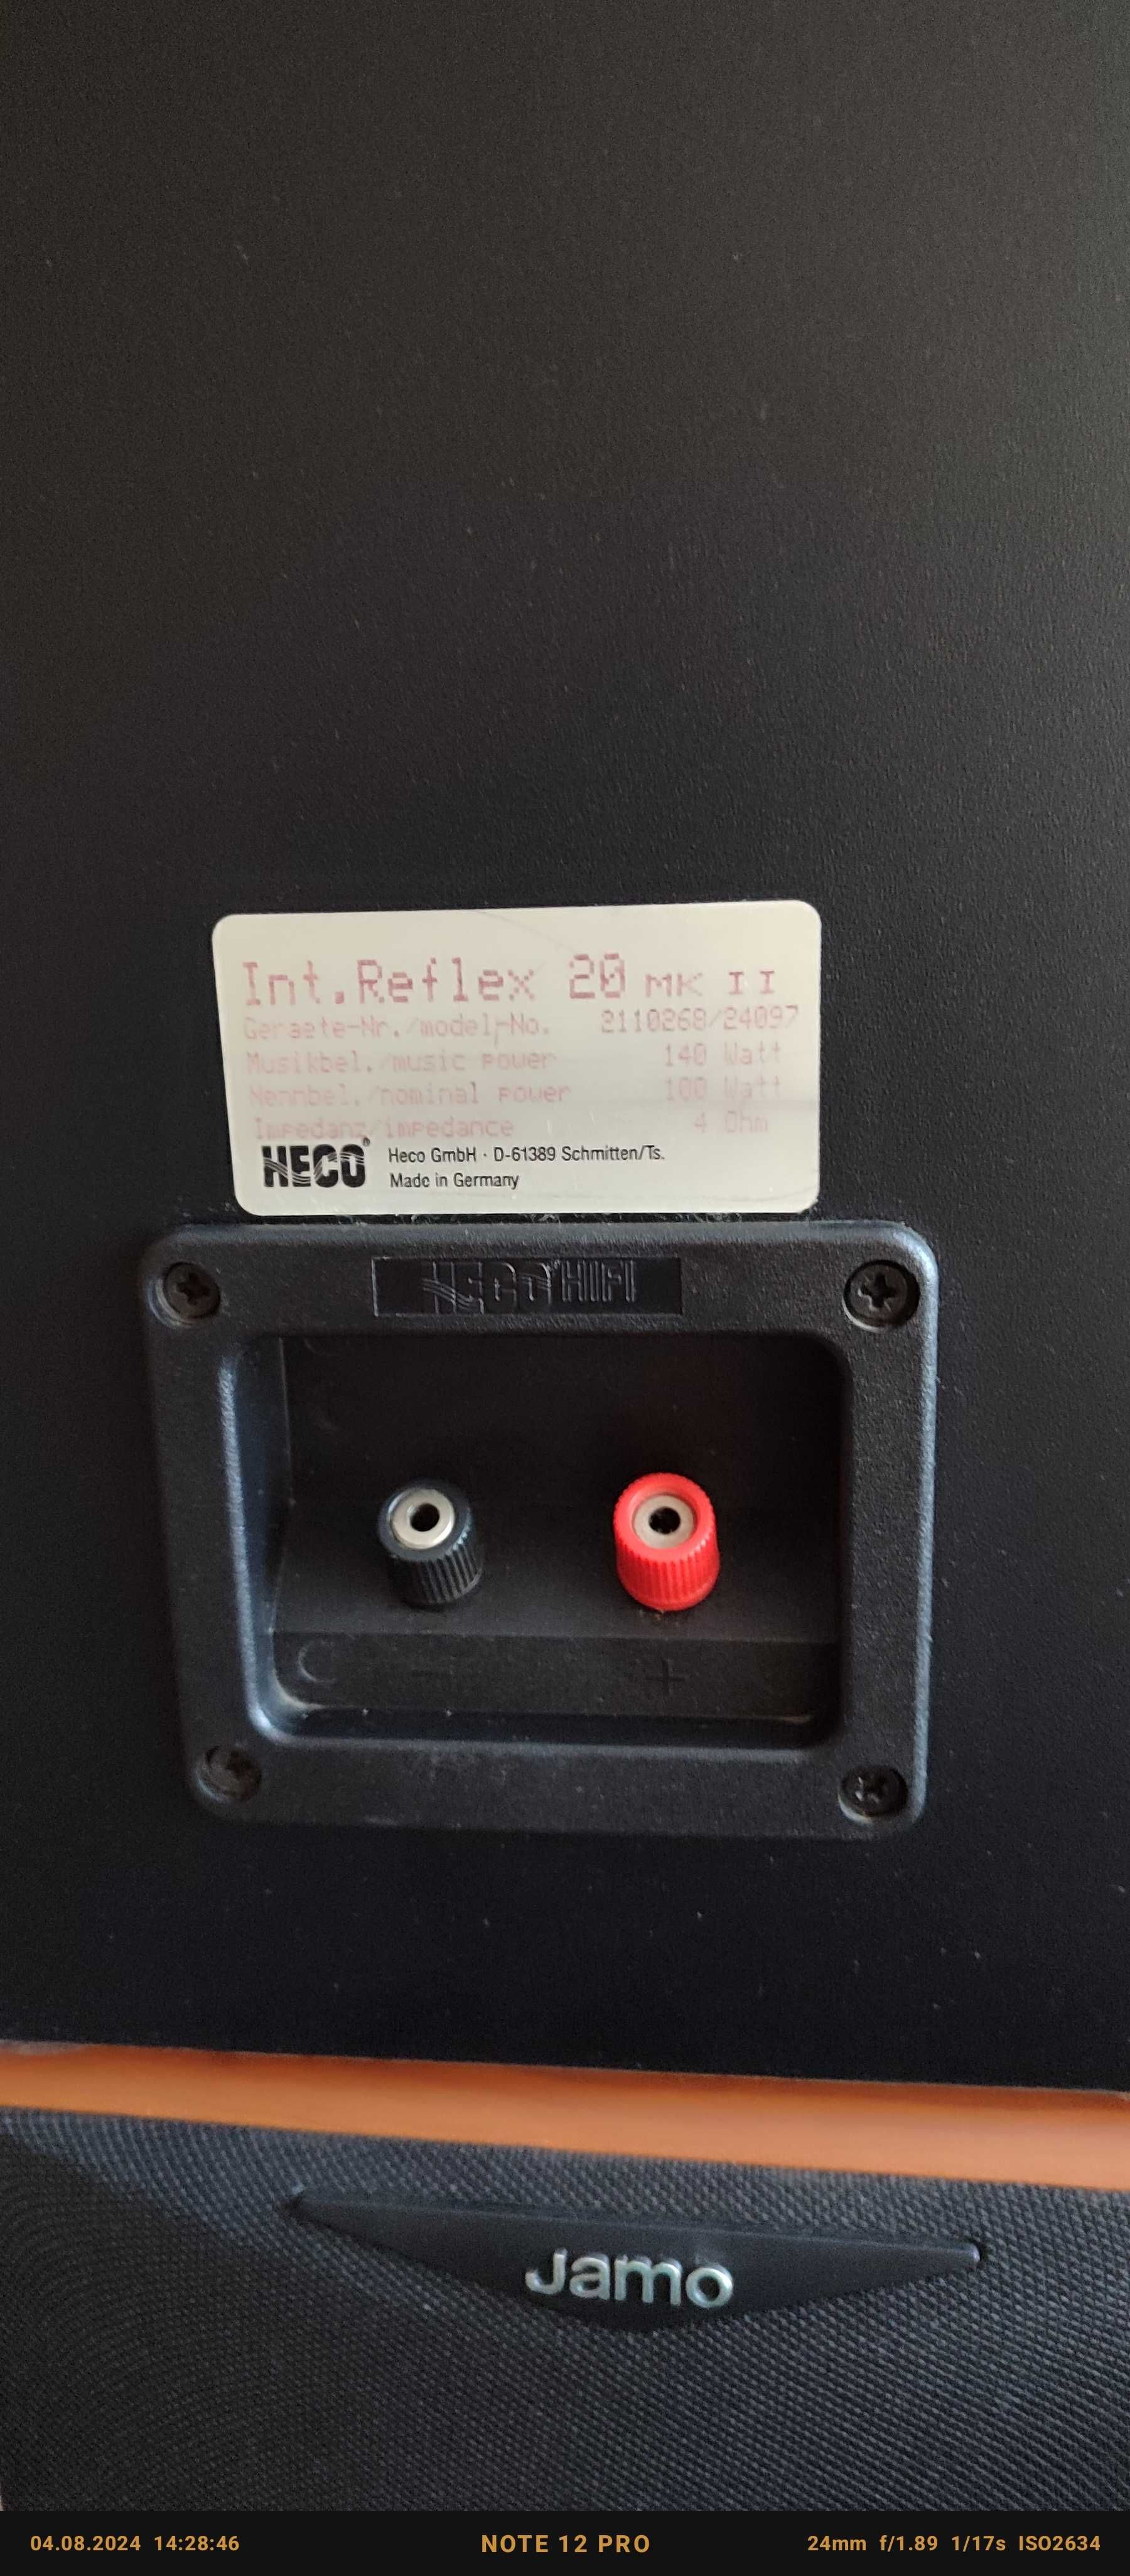 Int.Reflex 20 MK II
Geraete-Nr./model-No. 2110268/24097
Musikbel./music power 140 Watt
Nennbel./nominal power 100 Watt
Impedanz/impedance 4 Ohm
HECO® Heco GmbH · D-61389 Schmitten/Ts.
Made in Germany
HECO® HIFI
- +
Jamo
04.08.2024 14:28:46 NOTE 12 PRO 24mm f/1.89 1/17s ISO2634